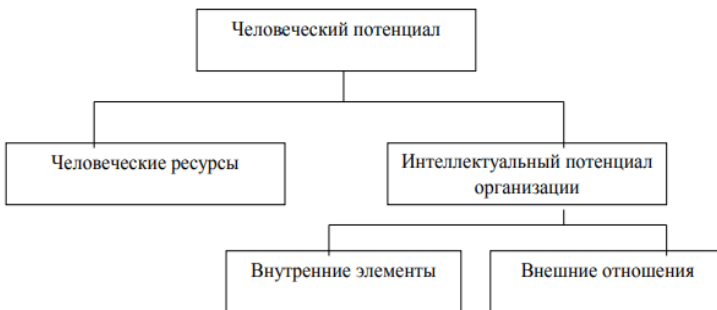 Человеческий потенциал
Человеческие ресурсы
Интеллектуальный потенциал
организации
Внутренние элементы
Внешние отношения